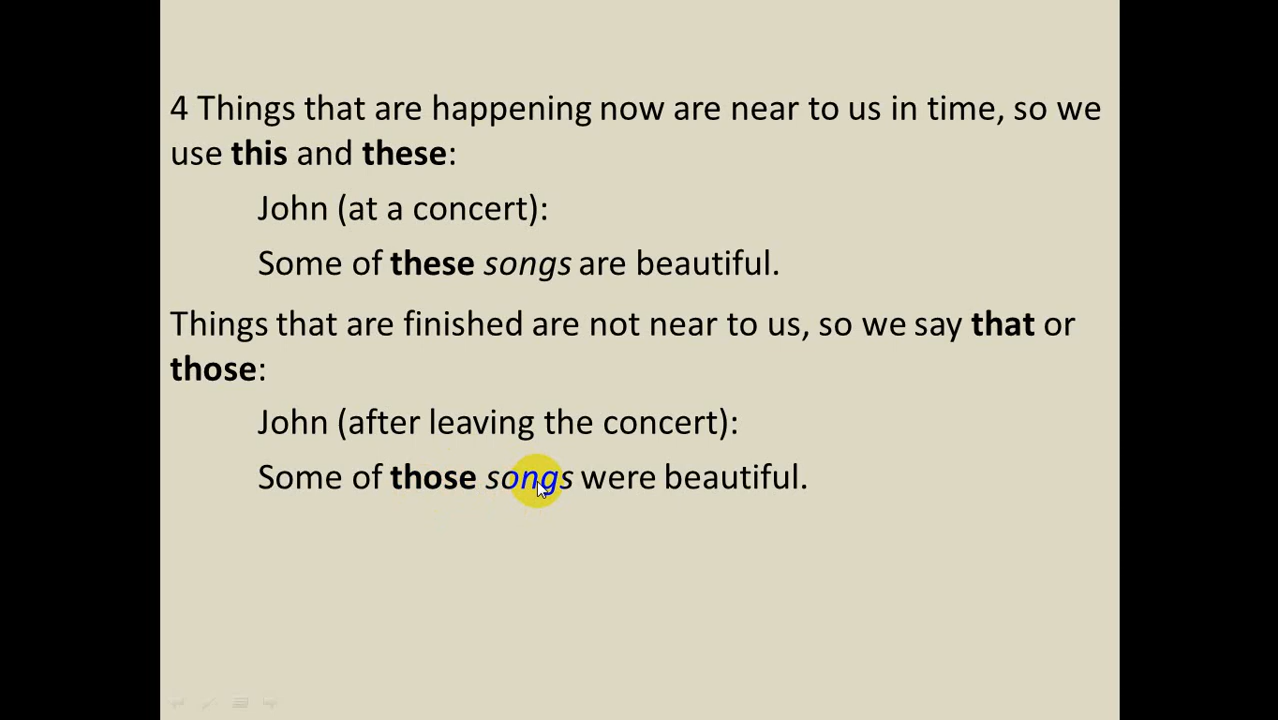 4 Things that are happening now are near to us in time, so we
use this and these:
John (at a concert):
Some of these songs are beautiful.
Things that are finished are not near to us, so we say that or
those:
John (after leaving the concert):
Some of those songs were beautiful.